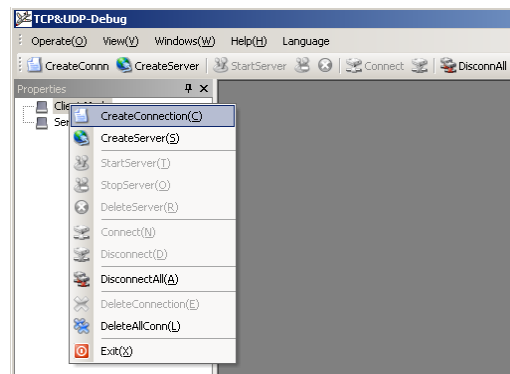 TCP&UDP-Debug
Operate(O) View(V) Windows(W) Help(H) Language
CreateConnn CreateServer StartServer Connect DisconnAll
Properties
CreateConnection(C)
CreateServer(S)
StartServer(T)
StopServer(O)
DeleteServer(R)
Connect(N)
Disconnect(D)
DisconnectAll(A)
DeleteConnection(E)
DeleteAllConn(L)
Exit(X)